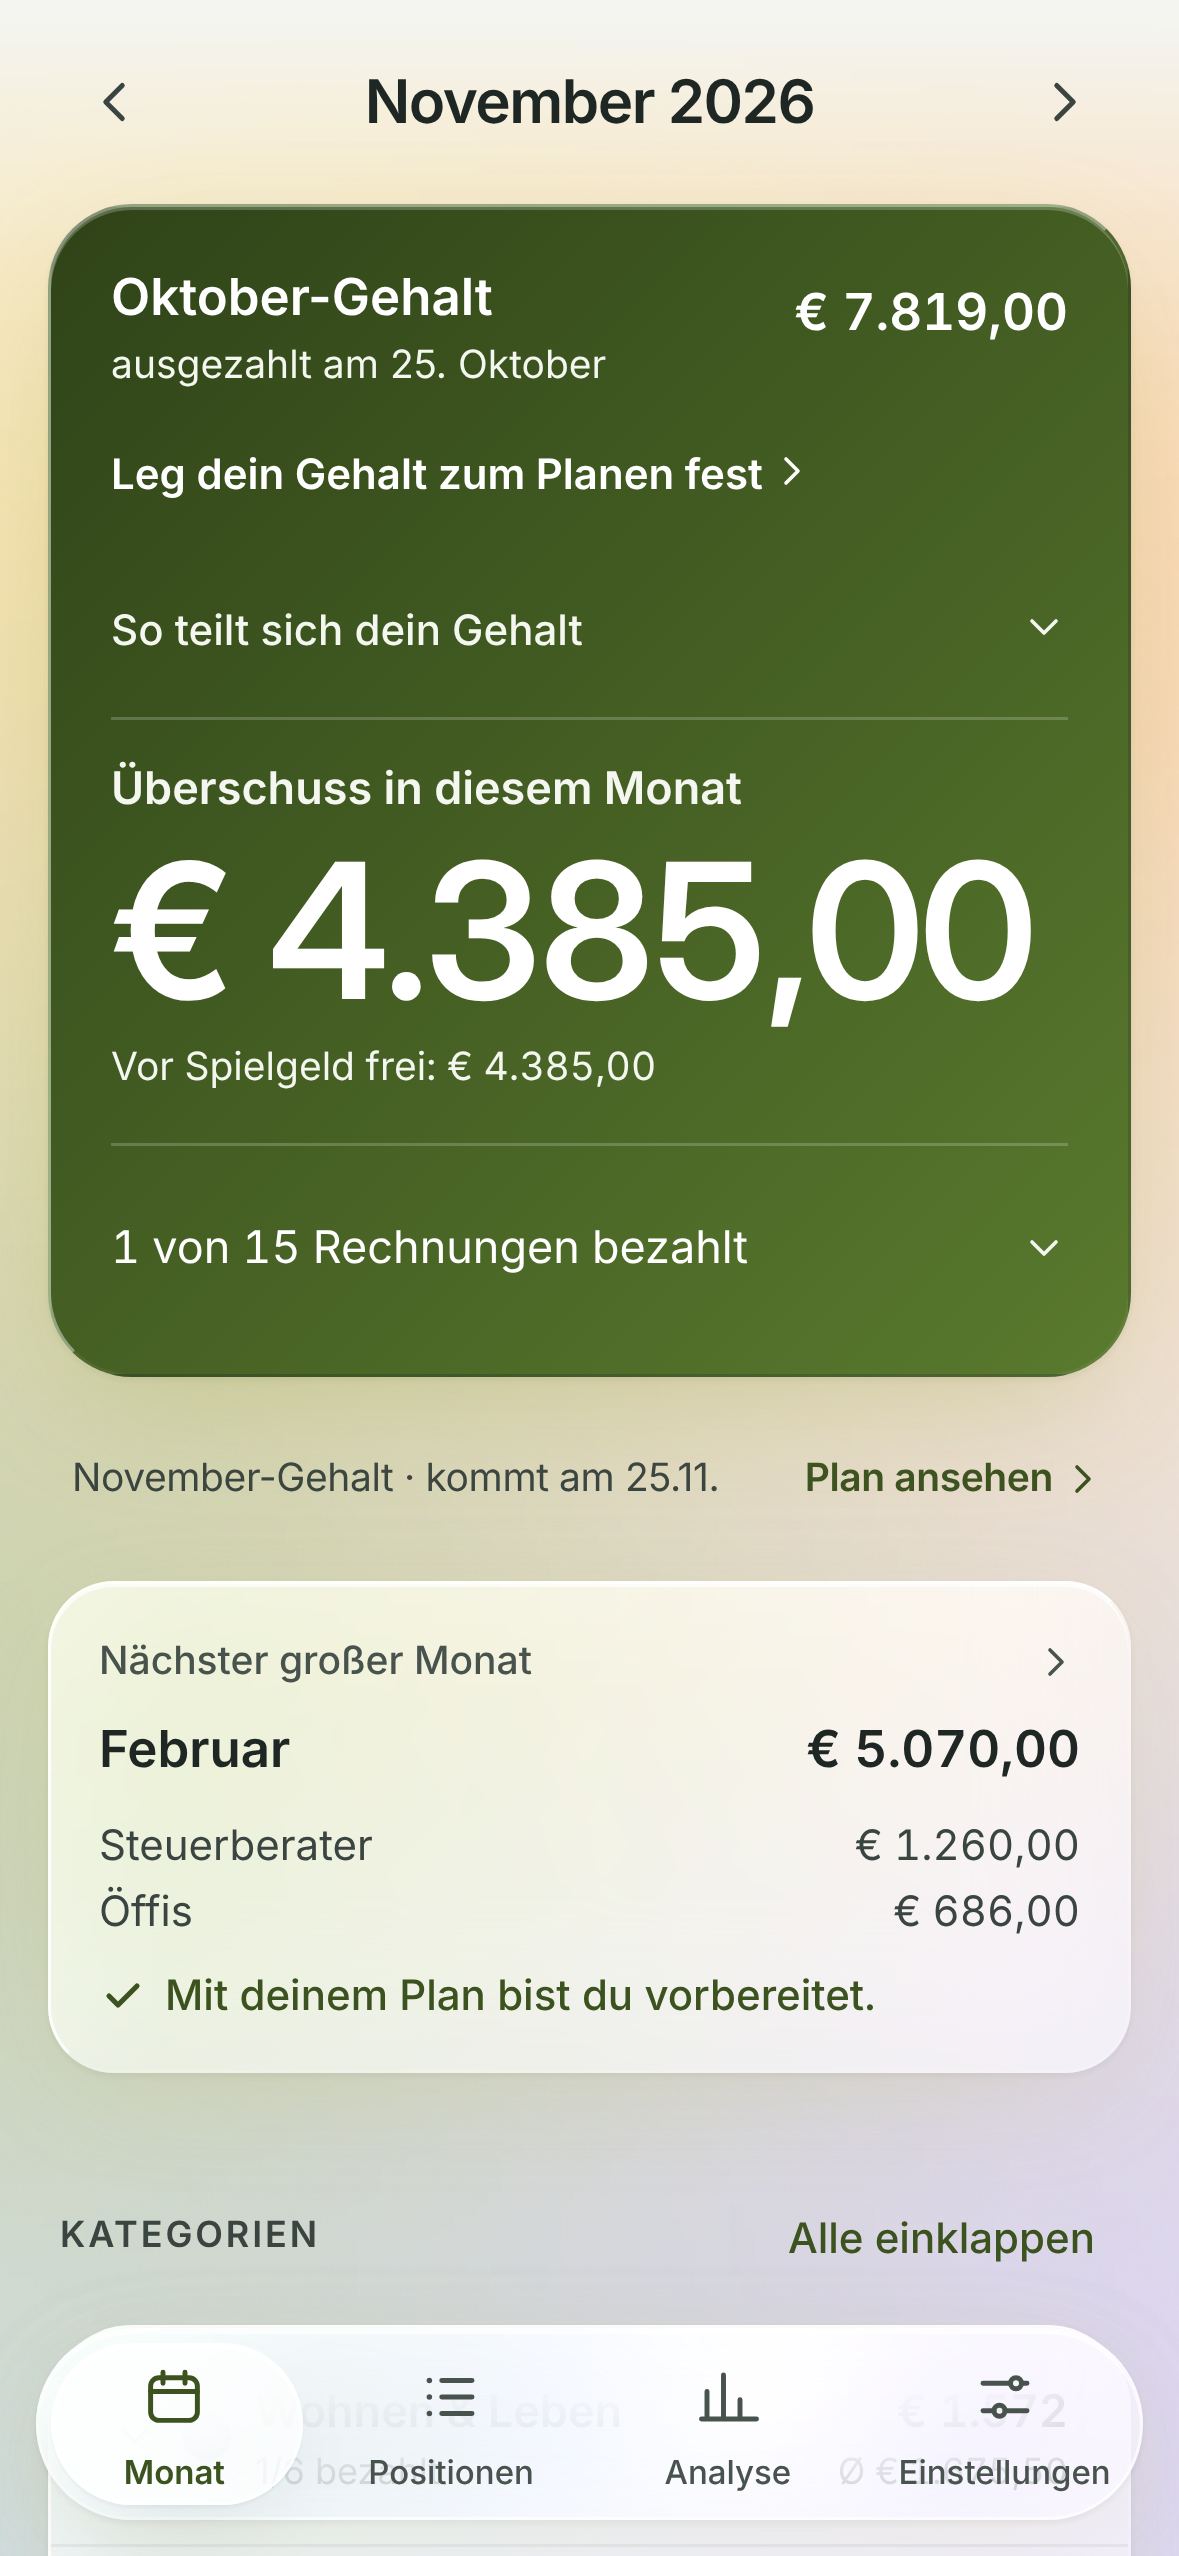 November 2026
Oktober-Gehalt
€ 7.819,00
ausgezahlt am 25. Oktober
Leg dein Gehalt zum Planen fest
So teilt sich dein Gehalt
Überschuss in diesem Monat
€ 4.385,00
Vor Spielgeld frei: € 4.385,00
1 von 15 Rechnungen bezahlt
November-Gehalt · kommt am 25.11.
Plan ansehen
Nächster großer Monat
Februar
€ 5.070,00
Steuerberater
€ 1.260,00
Öffis
€ 686,00
Mit deinem Plan bist du vorbereitet.
KATEGORIEN
Alle einklappen
Wohnen & Leben
Monat
Positionen
Analyse
Einstellungen